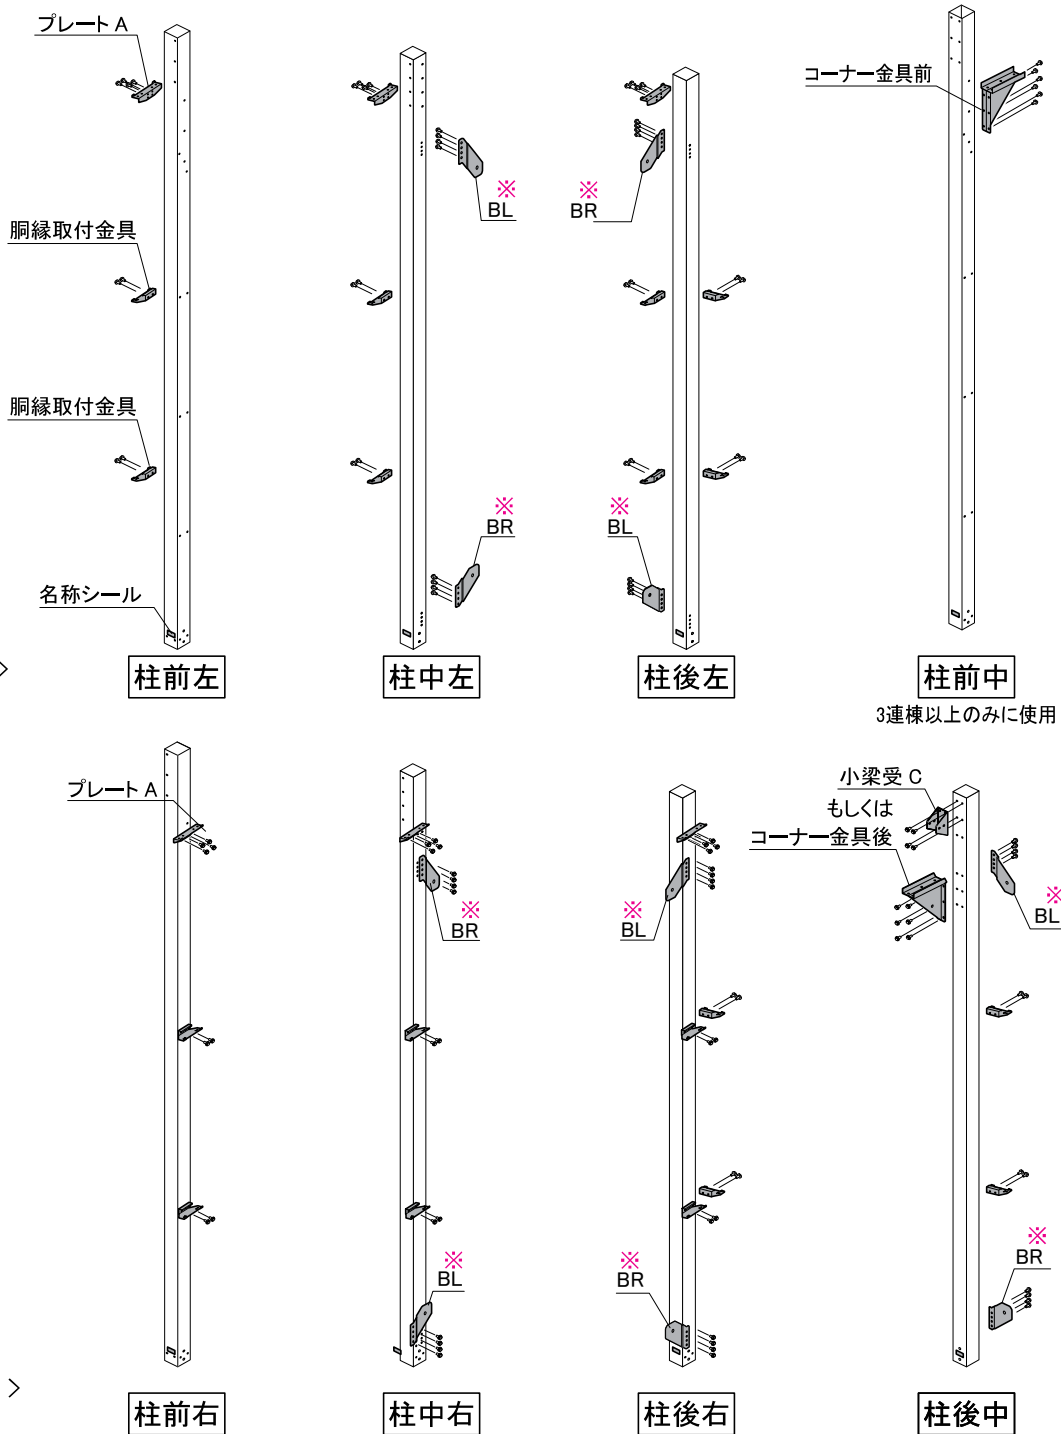 プレート A
コーナー金具前
※
BL
※
BR
胴縁取付金具
胴縁取付金具
※
BR
※
BL
名称シール
柱前左
柱中左
柱後左
柱前中
3連棟以上のみに使用
プレート A
小梁受 C
もしくは
コーナー金具後
※
BR
※
BL
※
BL
※
BL
※
BR
※
BR
柱前右
柱中右
柱後右
柱後中